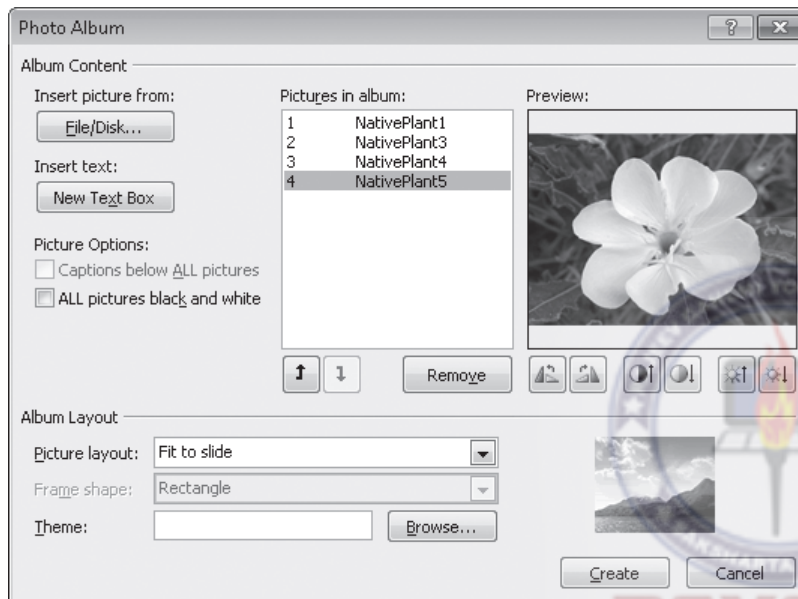 Photo Album
Album Content
Insert picture from:
File/Disk...
Insert text:
New Text Box
Picture Options:
Captions below ALL pictures
ALL pictures black and white
Pictures in album:
1 NativePlant1
2 NativePlant3
3 NativePlant4
4 NativePlant5
Remove
Preview:
Album Layout
Picture layout: Fit to slide
Frame shape: Rectangle
Theme:
Browse...
Create
Cancel